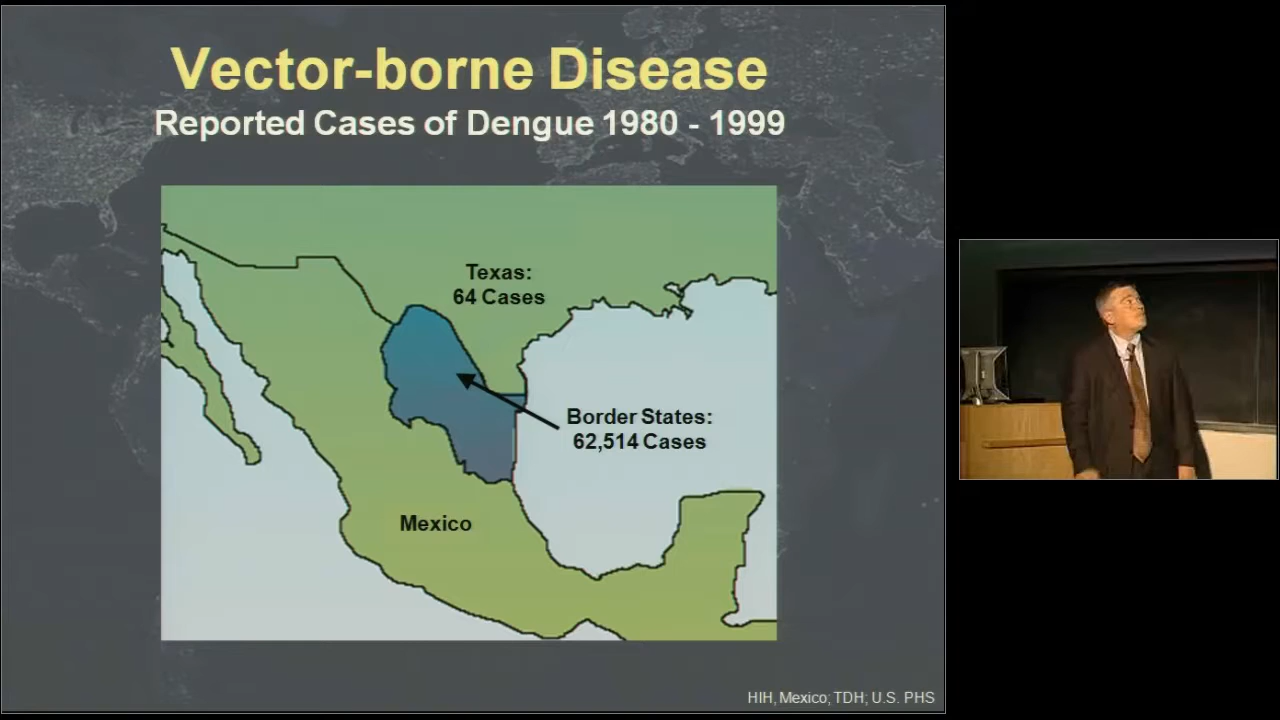 Vector-borne Disease
Reported Cases of Dengue 1980 - 1999
Texas:
64 Cases
Border States:
62,514 Cases
Mexico
HIH, Mexico; TDH; U.S. PHS